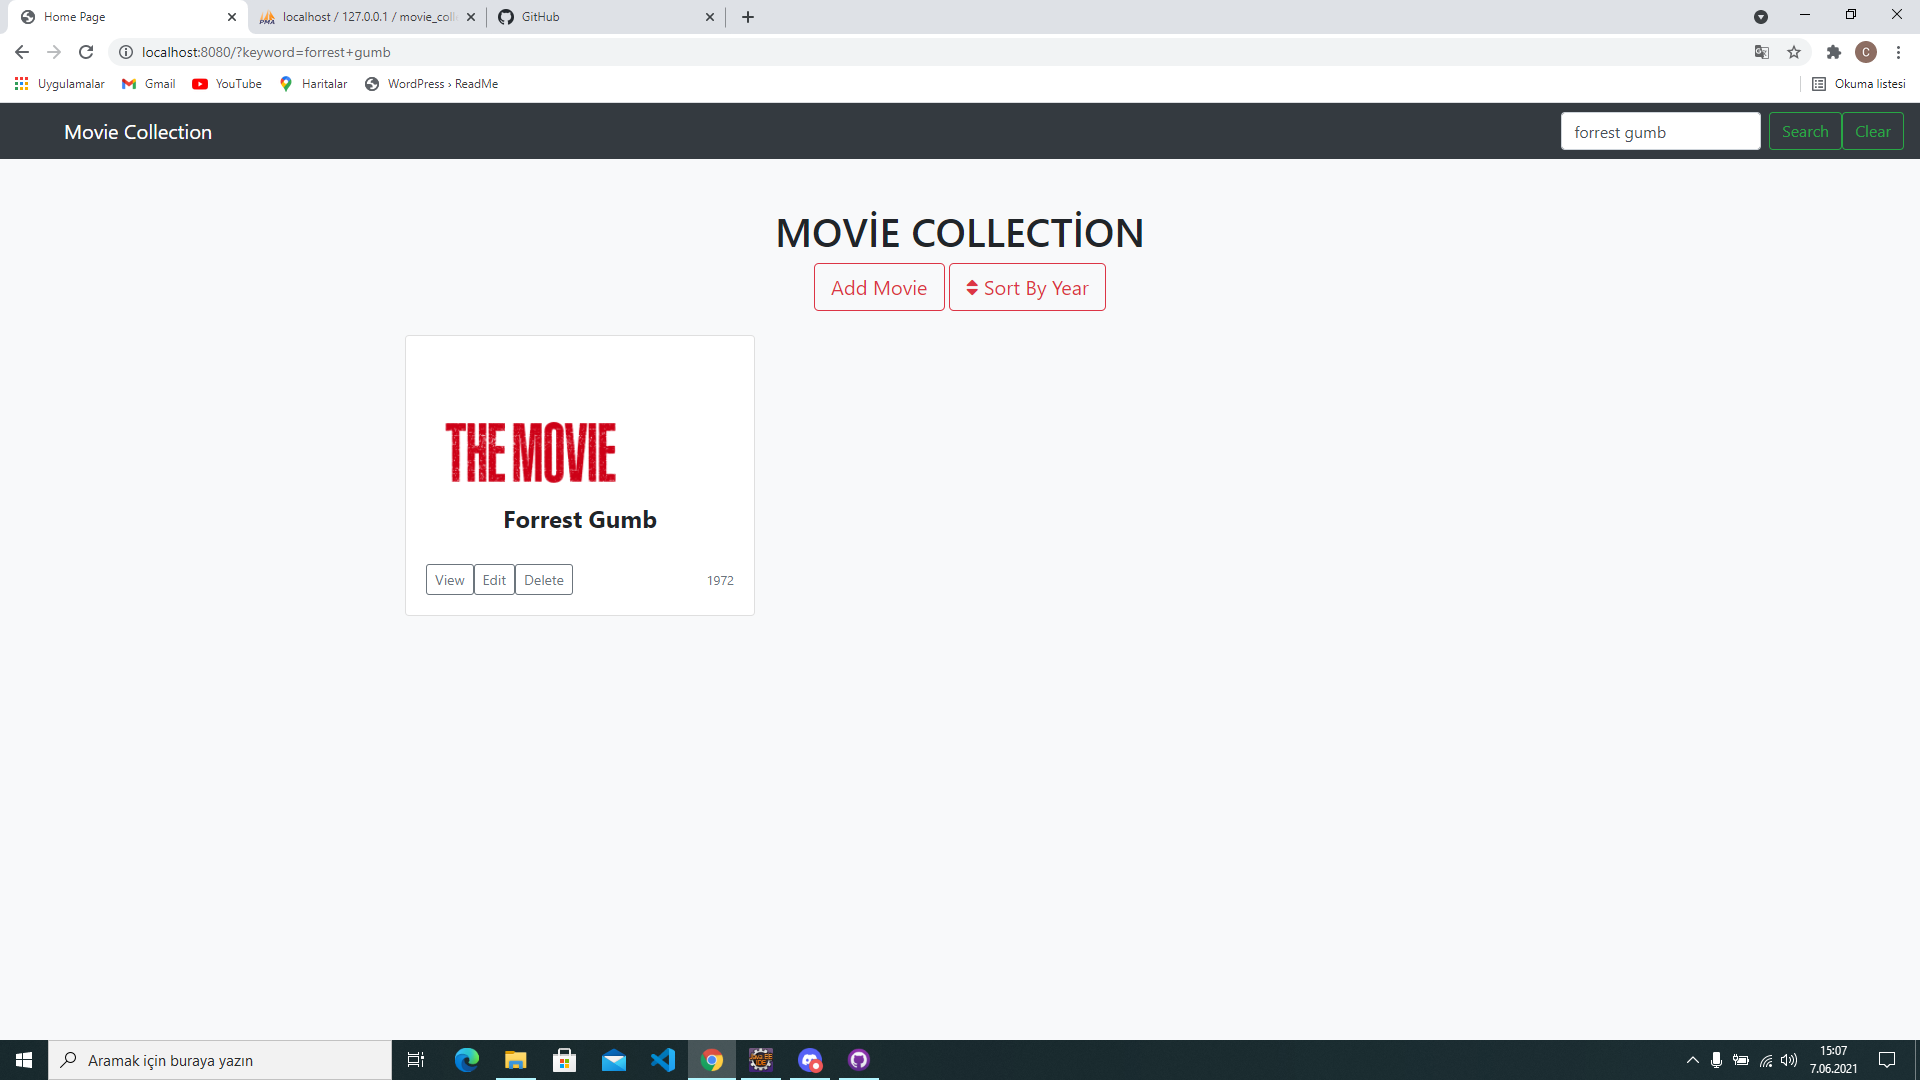 Home Page
localhost / 127.0.0.1 / movie_coll
GitHub
localhost:8080/?keyword=forrest+gumb
C
Uygulamalar
Gmail
YouTube
Haritalar
WordPress › ReadMe
Okuma listesi
Movie Collection
forrest gumb
Search
Clear
MOVİE COLLECTİON
Add Movie
Sort By Year
THE MOVIE
Forrest Gumb
View
Edit
Delete
1972
Aramak için buraya yazın
15:07
7.06.2021